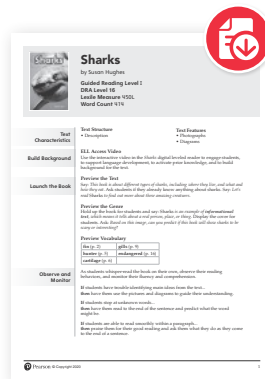 Sharks
Sharks
by Susan Hughes
Guided Reading Level I
DRA Level 16
Lexile Measure 450L
Word Count 414
Text
Characteristics
Text Structure
• Description
Text Features
• Photographs
• Diagrams
Build Background
ELL Access Video
Use the interactive video in the Sharks digital leveled reader to engage students,
to support language development, to activate prior knowledge, and to build
background for the text.
Launch the Book
Preview the Text
Say: This book is about different types of sharks, including where they live, and what and
how they eat. Ask students if they already know anything about sharks. Say: Let's
read Sharks to find out more about these amazing creatures.
Preview the Genre
Hold up the book for students and say: Sharks is an example of informational
text, which means it tells about a real person, place, or thing. Display the cover for
students. Ask: Based on this image, can you predict if this book will show sharks to be
scary or interesting?
Preview Vocabulary
fin (p. 2) gills (p. 9)
hunter (p. 5) endangered (p. 16)
cartilage (p. 6)
Observe and
Monitor
As students whisper-read the book on their own, observe their reading
behaviors, and monitor their fluency and comprehension.
If students have trouble identifying main ideas from the text...
then have them use the pictures and diagrams to guide their understanding.
If students stop at unknown words...
then have them read to the end of the sentence and predict what the word
might be.
If students are able to read smoothly within a paragraph...
then praise them for their good reading and ask them what they do as they come
to the end of a sentence.
Pearson © Copyright 2020
1